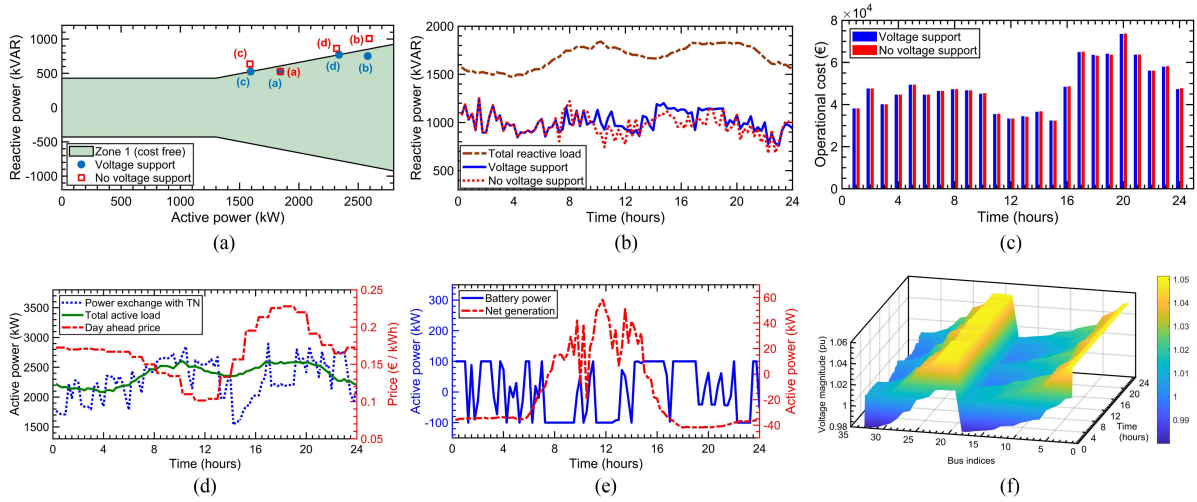 Reactive power (kVAR)
1000
500
0
-500
-1000
(c)
(d)
(b)
(a)
(c)
(a)
(d)
(b)
Zone 1 (cost free)
Voltage support
No voltage support
0
500
1000
1500
2000
2500
Active power (kW)
(a)
Reactive power (kVAR)
2000
1500
1000
500
Total reactive load
Voltage support
No voltage support
0
4
8
12
16
20
24
Time (hours)
(b)
Operational cost (€)
×10⁴
8
6
4
2
0
Voltage support
No voltage support
0
4
8
12
16
20
24
Time (hours)
(c)
Active power (kW)
3500
3000
2500
2000
1500
Power exchange with TN
Total active load
Day ahead price
0.25
0.2
0.15
0.1
0.05
Price (€ / kWh)
0
4
8
12
16
20
24
Time (hours)
(d)
Active power (kW)
300
200
100
0
-100
Battery power
Net generation
60
40
20
0
-20
-40
Active power (kW)
0
4
8
12
16
20
24
Time (hours)
(e)
Voltage magnitude (pu)
1.06
1.04
1.02
1
0.98
35
30
25
20
15
10
5
0
Bus indices
0
4
8
12
16
20
24
Time
(hours)
1.05
1.04
1.03
1.02
1.01
1
0.99
(f)